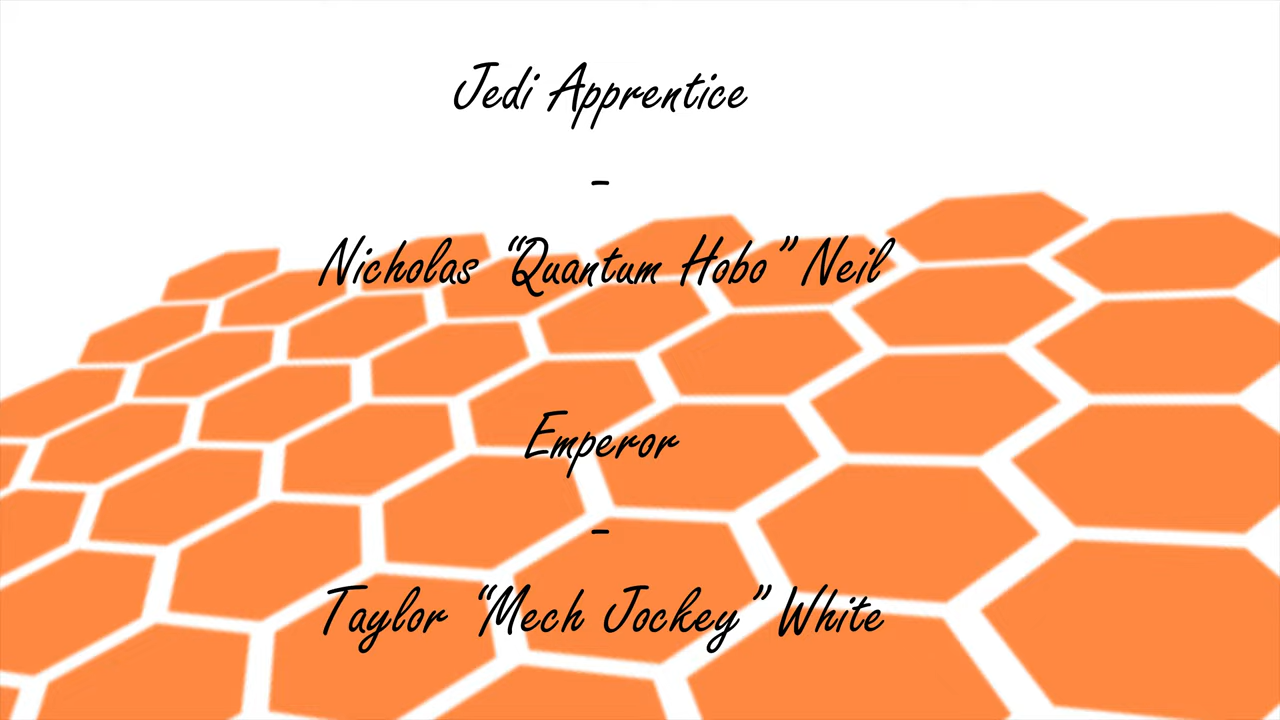 Jedi Apprentice
-
Nicholas “Quantum Hobo” Neil
Emperor
-
Taylor “Mech Jockey” White